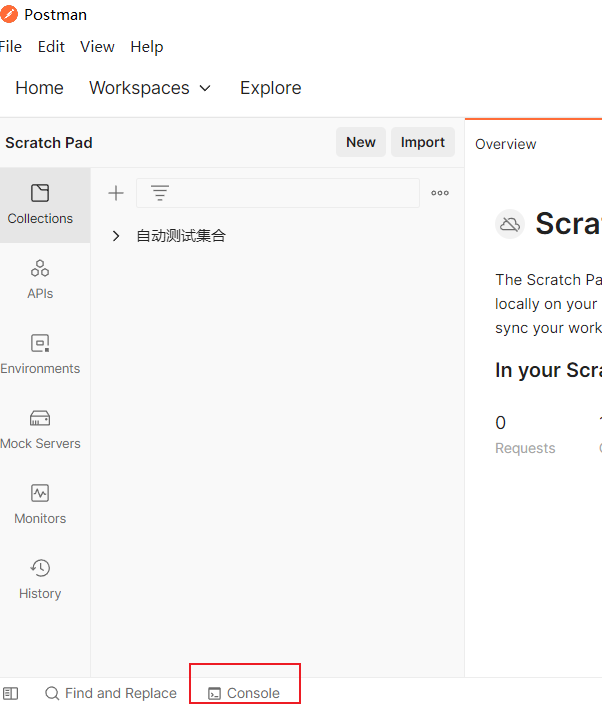 Postman
File Edit View Help
Home Workspaces Explore
Scratch Pad
New Import
Overview
Collections
自动测试集合
APIs
Environments
Mock Servers
Monitors
History
Scra
The Scratch Pa
locally on your
sync your work
In your Scra
0
Requests
Find and Replace
Console